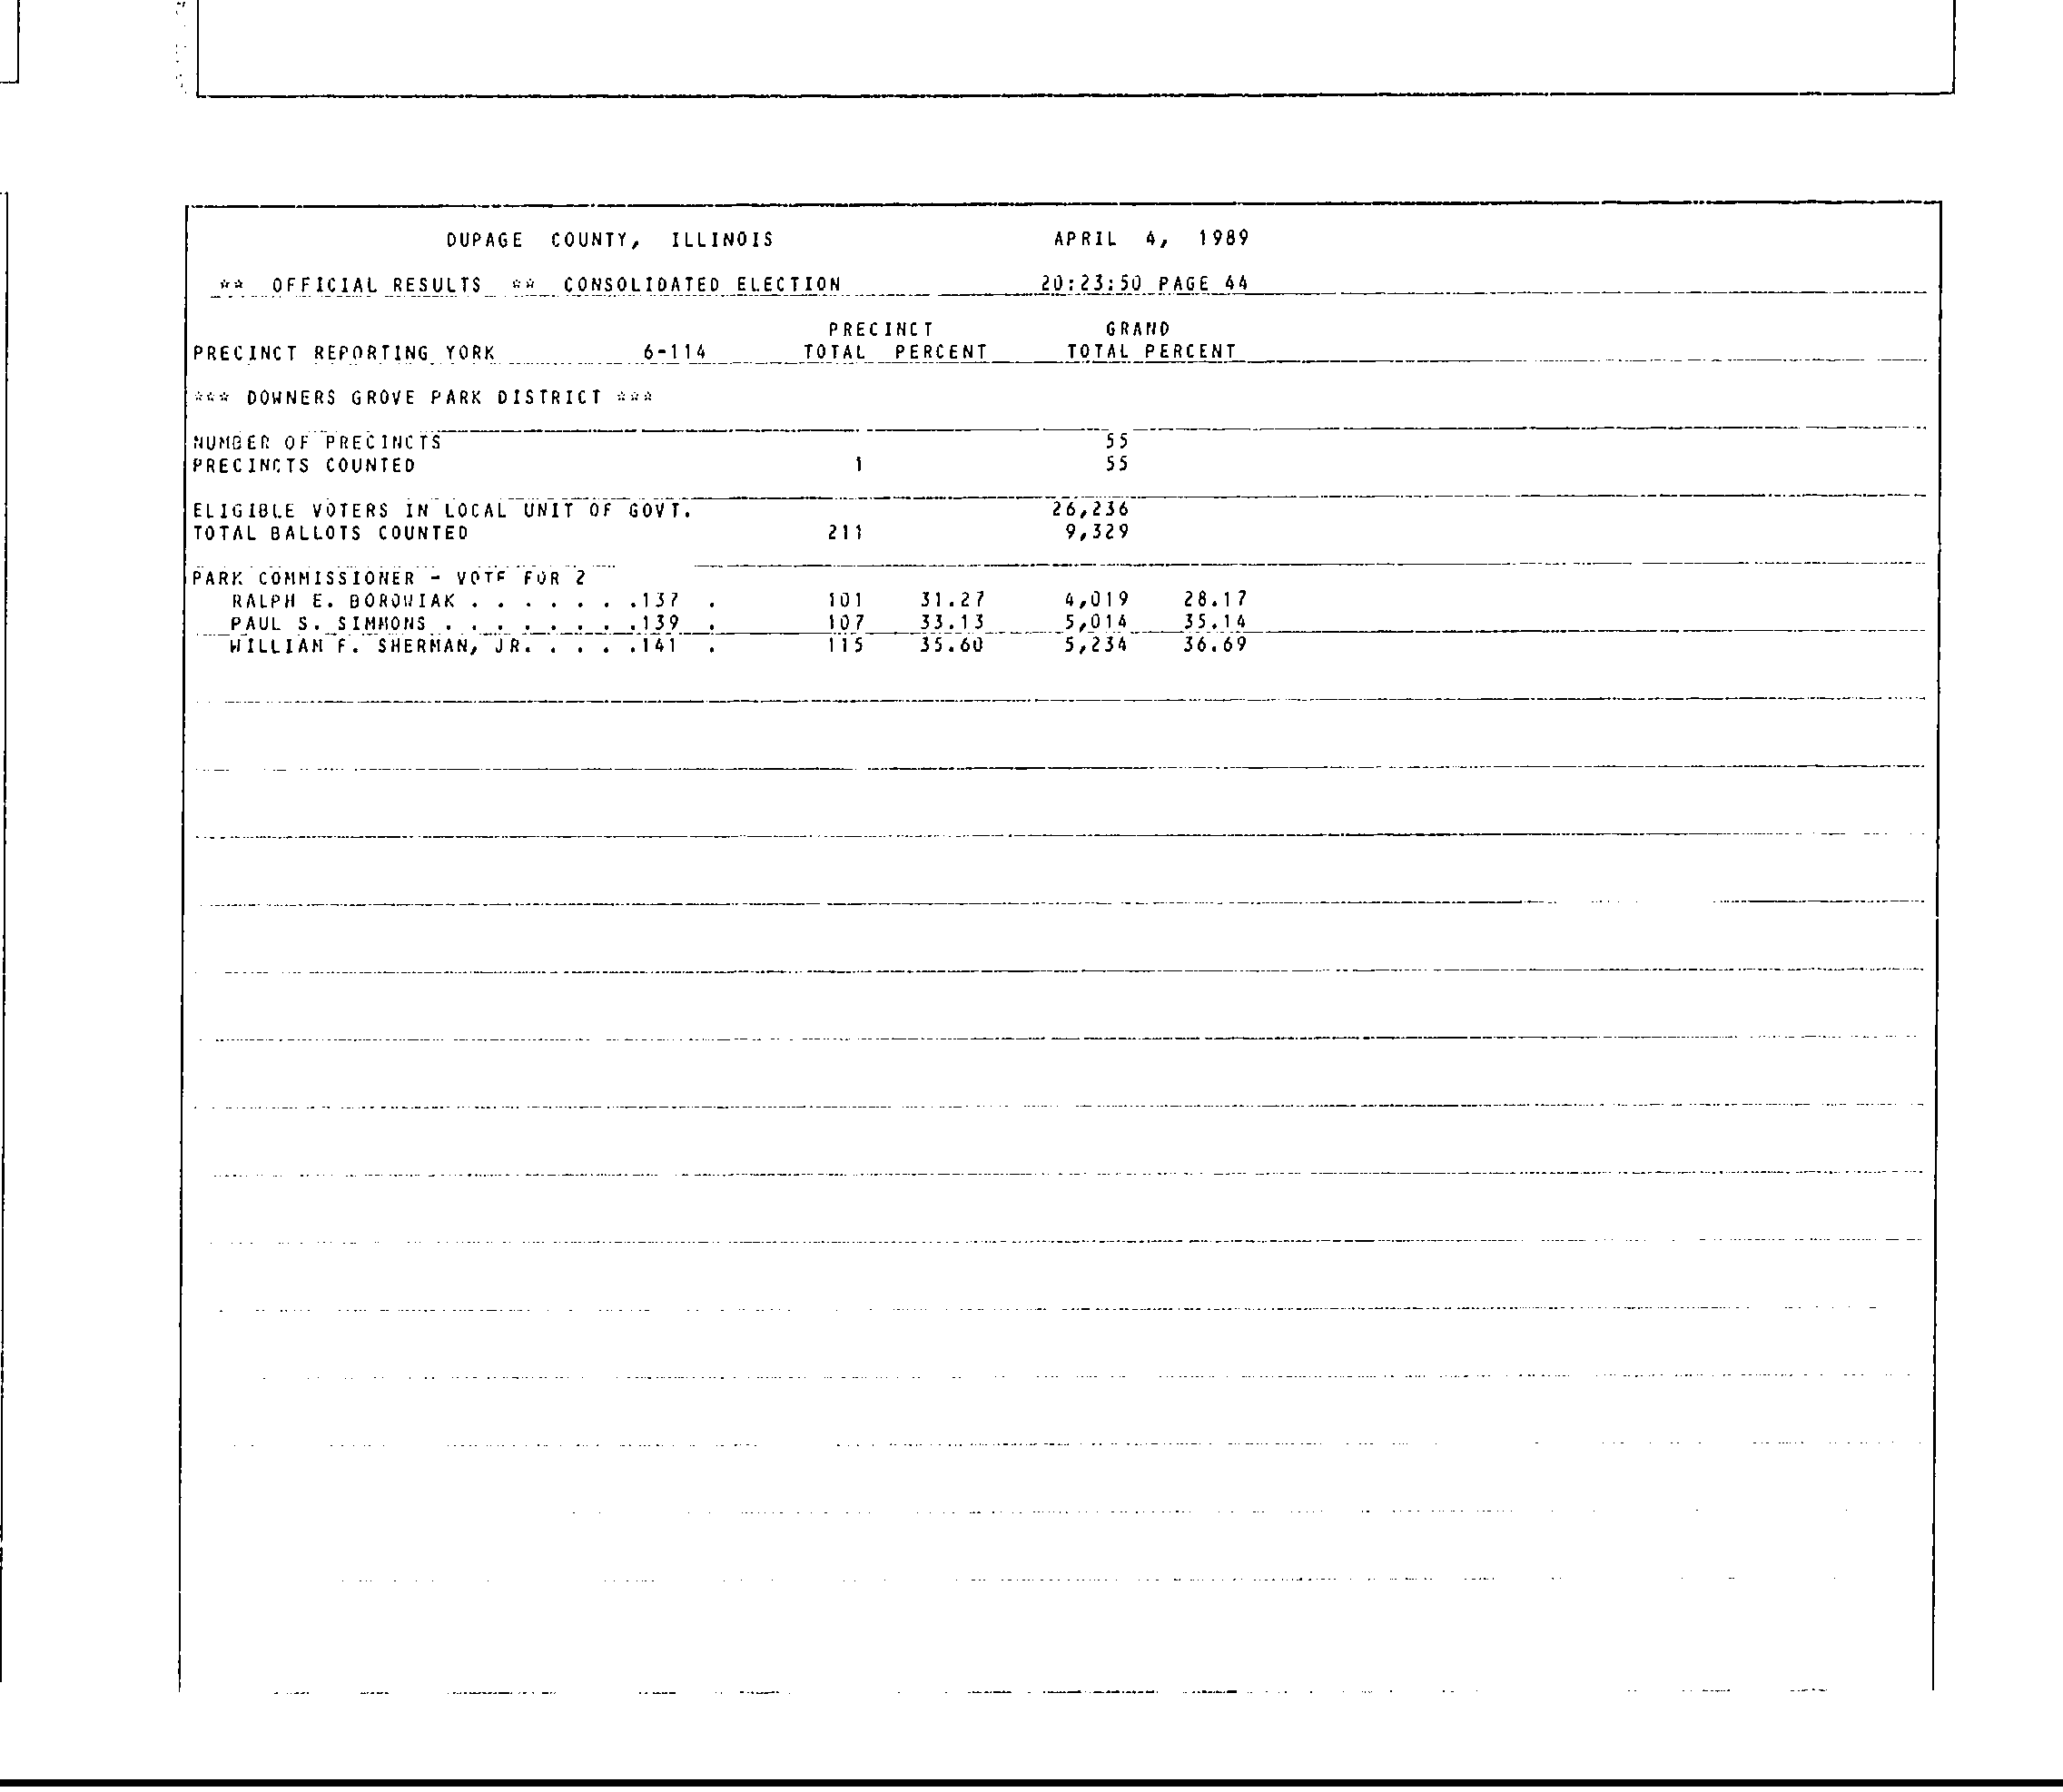 DUPAGE COUNTY, ILLINOIS APRIL 4, 1989
** OFFICIAL RESULTS ** CONSOLIDATED ELECTION 20:23:50 PAGE 44
PRECINCT GRAND
PRECINCT REPORTING YORK 6-114 TOTAL PERCENT TOTAL PERCENT
*** DOWNERS GROVE PARK DISTRICT ***
NUMBER OF PRECINCTS 55
PRECINCTS COUNTED 1 55
ELIGIBLE VOTERS IN LOCAL UNIT OF GOVT. 26,236
TOTAL BALLOTS COUNTED 211 9,329
PARK COMMISSIONER - VOTE FOR 2
RALPH E. BOROWIAK . . . . . . .137 . 101 31.27 4,019 28.17
PAUL S. SIMMONS . . . . . . . .139 . 107 33.13 5,014 35.14
WILLIAM F. SHERMAN, JR. . . . .141 . 115 35.60 5,234 36.69